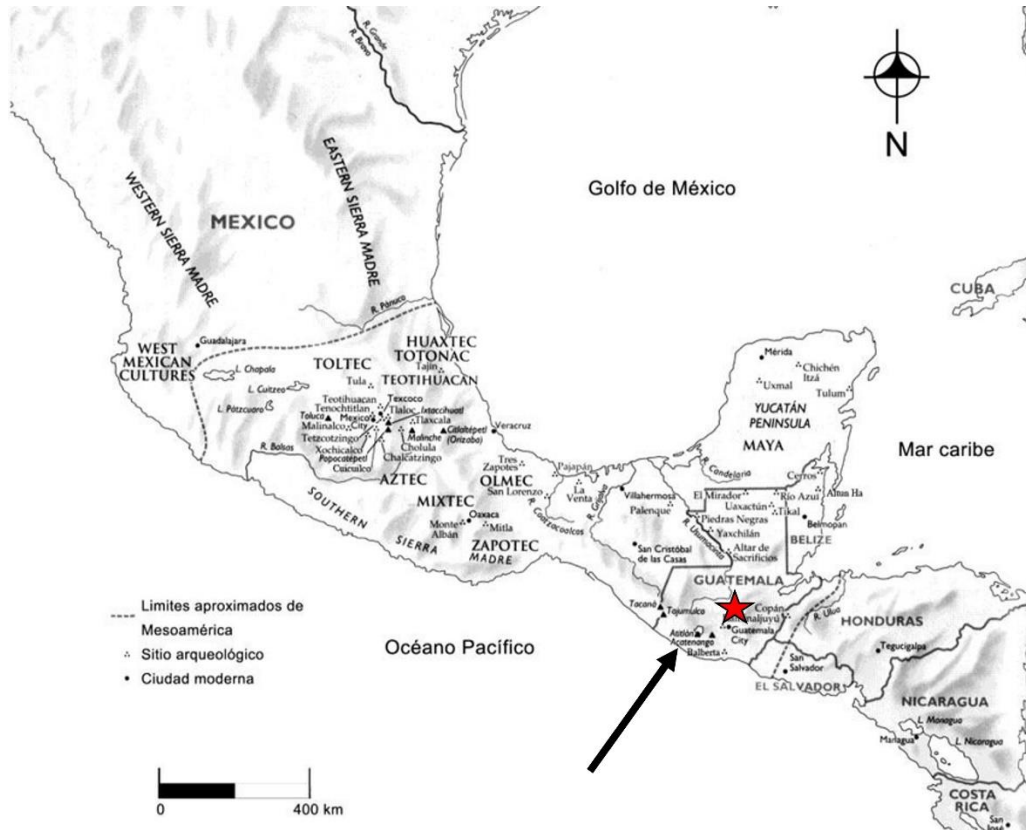 R. Grande
R. Bravo
N
Golfo de México
EASTERN SIERRA MADRE
WESTERN SIERRA MADRE
MEXICO
CUBA
R. Pánuco
Guadalajara
WEST
MEXICAN
CULTURES
HUAXTEC
TOTONAC
Tajín
TOLTEC
TEOTIHUACAN
L. Chapala
L. Cuitzeo
L. Pátzcuaro
Tula
Teotihuacan
Texcoco
Tenochtitlan
Tlaloc
Ixtaccihuatl
Toluca
Mexico
City
Tlaxcala
Malinalco
Malinche
Citlaltépetl
(Orizaba)
Veracruz
Tetzcotzingo
Xochicalco
Cholula
Popocatépetl
Chalcatzingo
Cuicuilco
R. Balsas
AZTEC
Mérida
Chichén
Itzá
Uxmal
Tulum
YUCATÁN
PENINSULA
MAYA
Mar caribe
R. Candelaria
Cerros
Tres
Zapotes
Pajapán
OLMEC
La
Venta
San Lorenzo
R. Grijalva
R. Coatzacoalcos
Villahermosa
Palenque
El Mirador
Río Azul
Altun Ha
Uaxactún
Tikal
Piedras Negras
Belmopan
Yaxchilán
BELIZE
R. Usumacinta
Altar de
Sacrificios
San Cristóbal
de las Casas
MIXTEC
Oaxaca
Monte
Albán
Mitla
ZAPOTEC
SOUTHERN SIERRA MADRE
GUATEMALA
Tacaná
Tajumulco
Copán
R. Ulua
HONDURAS
Atitlán
Guatemala
City
Acatenango
Balberta
Tegucigalpa
San
Salvador
EL SALVADOR
NICARAGUA
L. Managua
Managua
L. Nicaragua
COSTA
RICA
San
José
Océano Pacífico
Limites aproximados de
Mesoamérica
Sitio arqueológico
Ciudad moderna
0 400 km